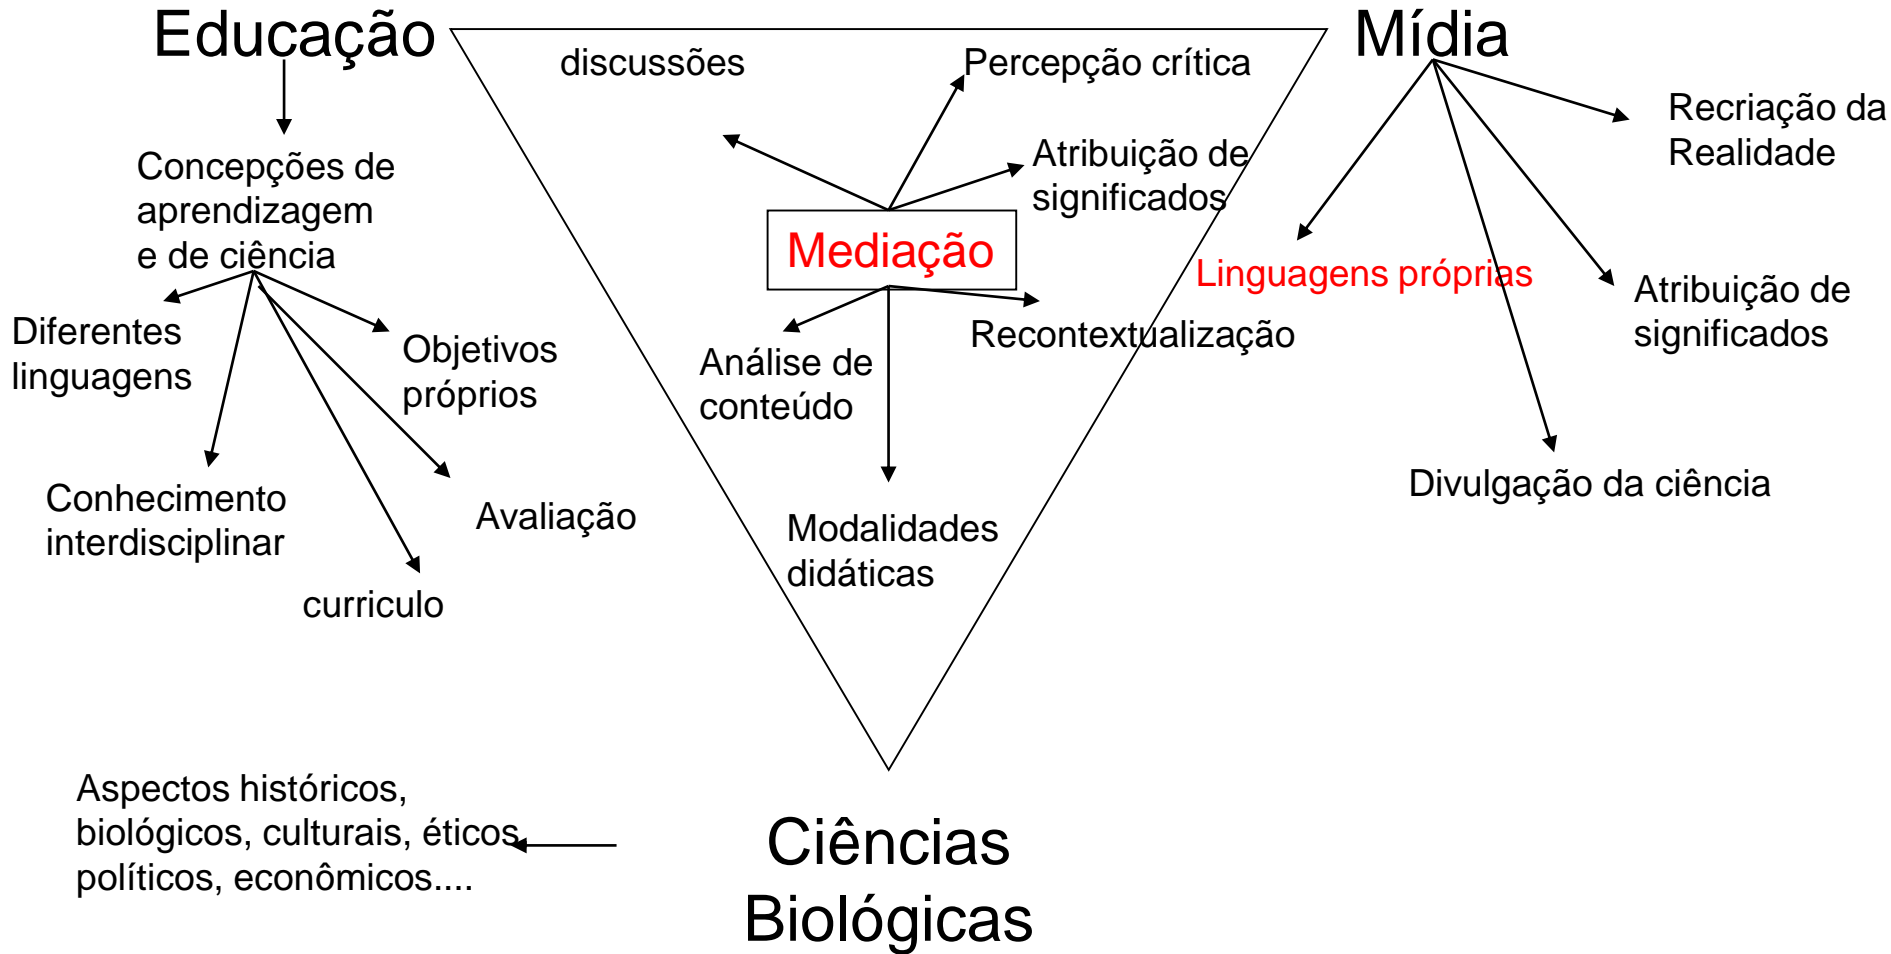 Educação
Mídia
discussões
Percepção crítica
Recriação da
Realidade
Concepções de
aprendizagem
e de ciência
Atribuição de
significados
Mediação
Linguagens próprias
Diferentes
linguagens
Objetivos
próprios
Análise de
conteúdo
Recontextualização
Atribuição de
significados
Conhecimento
interdisciplinar
Avaliação
Modalidades
didáticas
Divulgação da ciência
curriculo
Aspectos históricos,
biológicos, culturais, éticos
políticos, econômicos....
Ciências
Biológicas